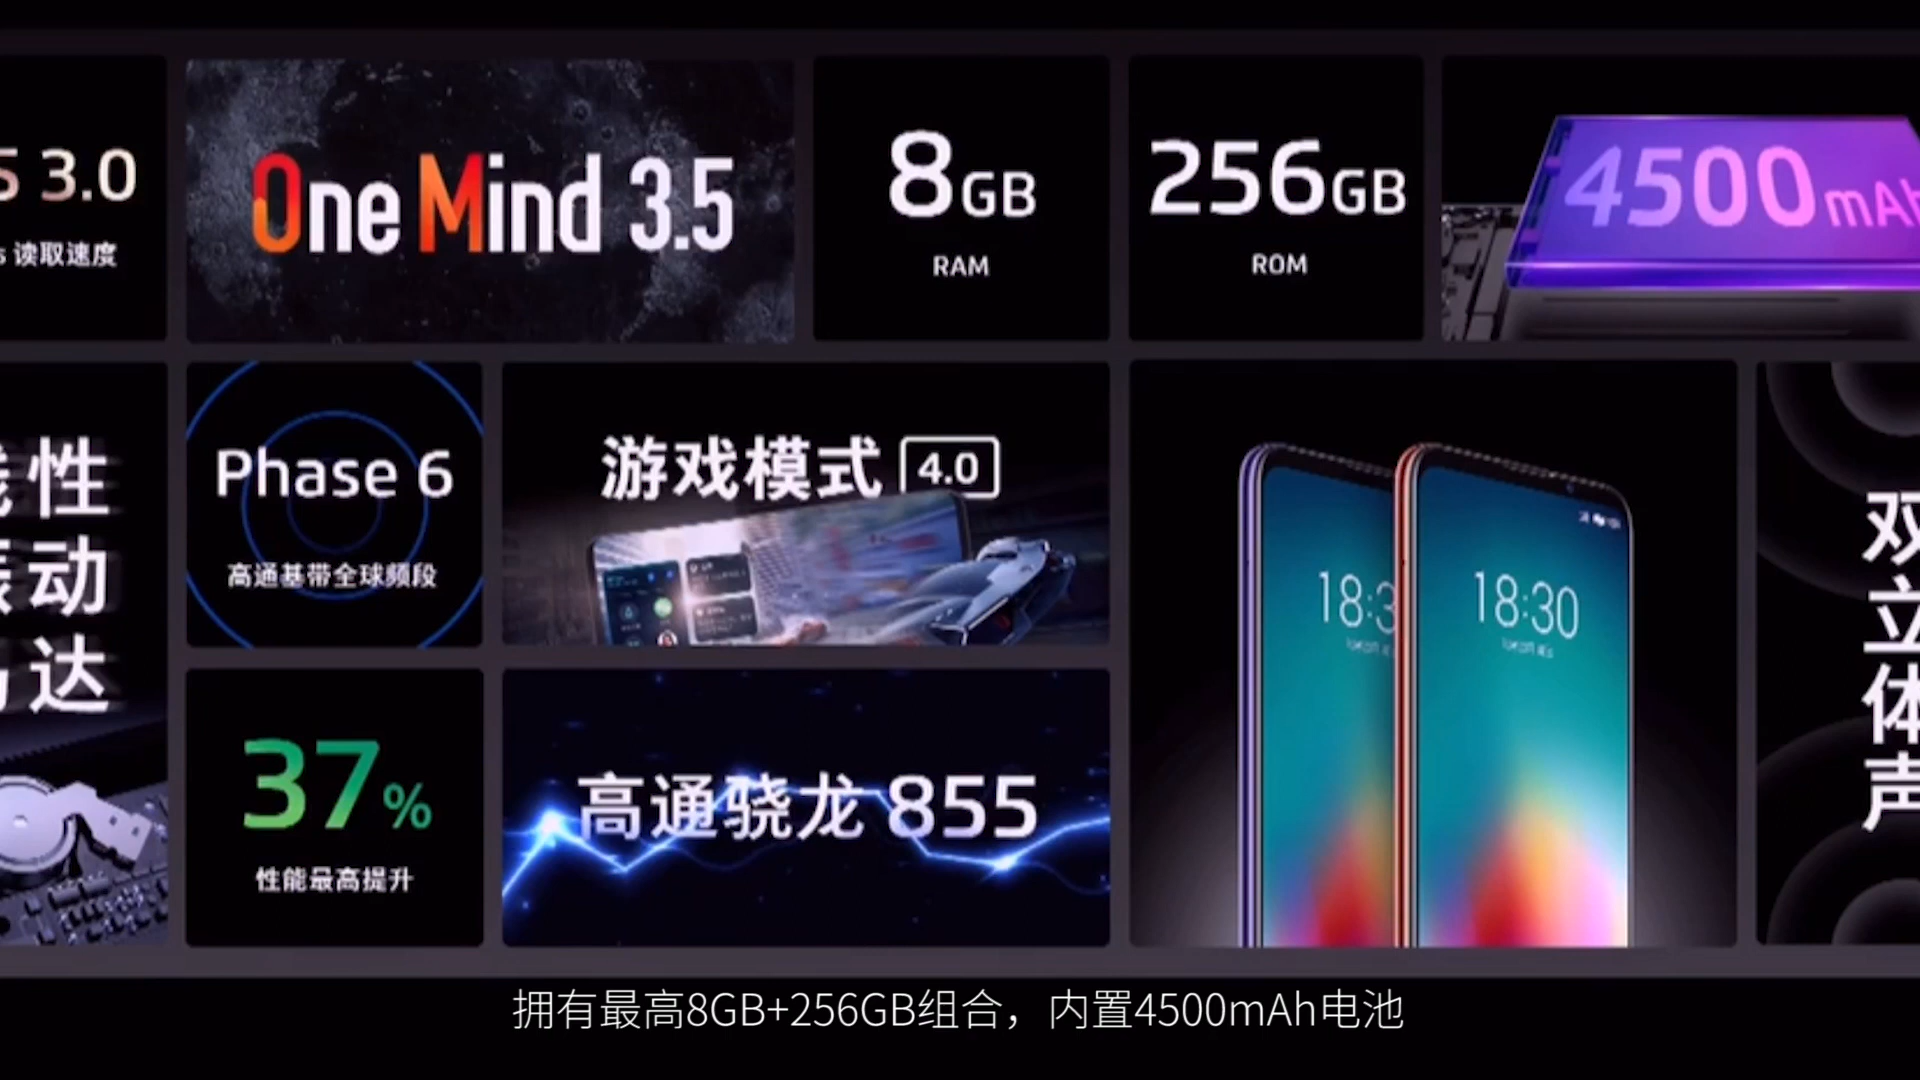 S 3.0
s 读取速度
One Mind 3.5
8GB
RAM
256GB
ROM
4500mAh
性
动
达
Phase 6
高通基带全球频段
游戏模式 4.0
37%
性能最高提升
高通骁龙 855
18:3
18:30
双
立
体
声
拥有最高8GB+256GB组合，内置4500mAh电池